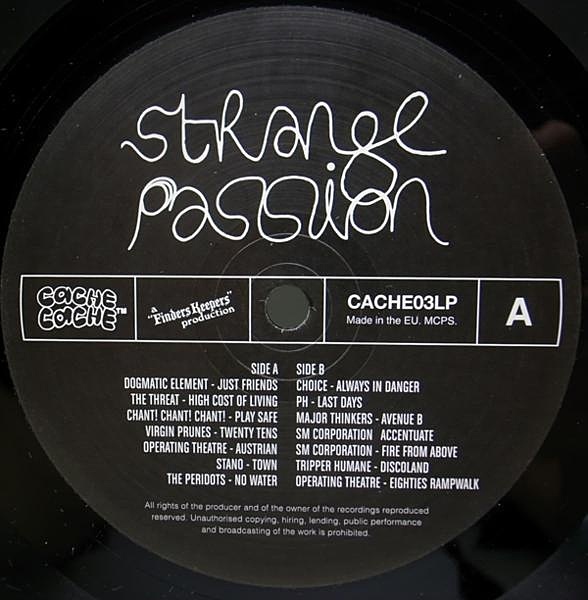 strange
passion
CACHE
CACHE™
a
"Finders Keepers"
production
CACHE03LP
Made in the EU. MCPS.
A
SIDE A
DOGMATIC ELEMENT - JUST FRIENDS
THE THREAT - HIGH COST OF LIVING
CHANT! CHANT! CHANT! - PLAY SAFE
VIRGIN PRUNES - TWENTY TENS
OPERATING THEATRE - AUSTRIAN
STANO - TOWN
THE PERIDOTS - NO WATER
SIDE B
CHOICE - ALWAYS IN DANGER
PH - LAST DAYS
MAJOR THINKERS - AVENUE B
SM CORPORATION ACCENTUATE
SM CORPORATION - FIRE FROM ABOVE
TRIPPER HUMANE - DISCOLAND
OPERATING THEATRE - EIGHTIES RAMPWALK
All rights of the producer and of the owner of the recordings reproduced
reserved. Unauthorised copying, hiring, lending, public performance
and broadcasting of the work is prohibited.